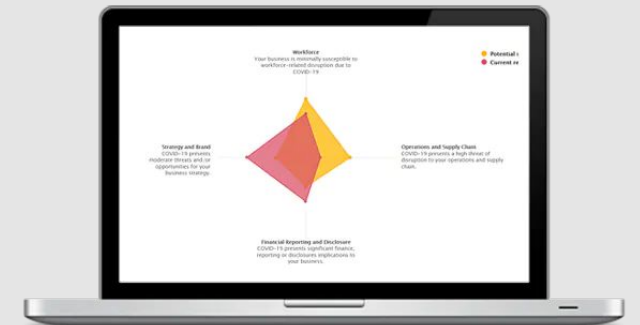 Workforce
Your business is minimally susceptible to
workforce-related disruption due to
COVID-19
Potential
Current re
Strategy and Brand
COVID-19 presents
moderate threats and/or
opportunities for your
business strategy.
Operations and Supply Chain
COVID-19 presents a high threat of
disruption to your operations and supply
chain.
Financial Reporting and Disclosure
COVID-19 presents significant finance,
reporting or disclosures implications to
your business.